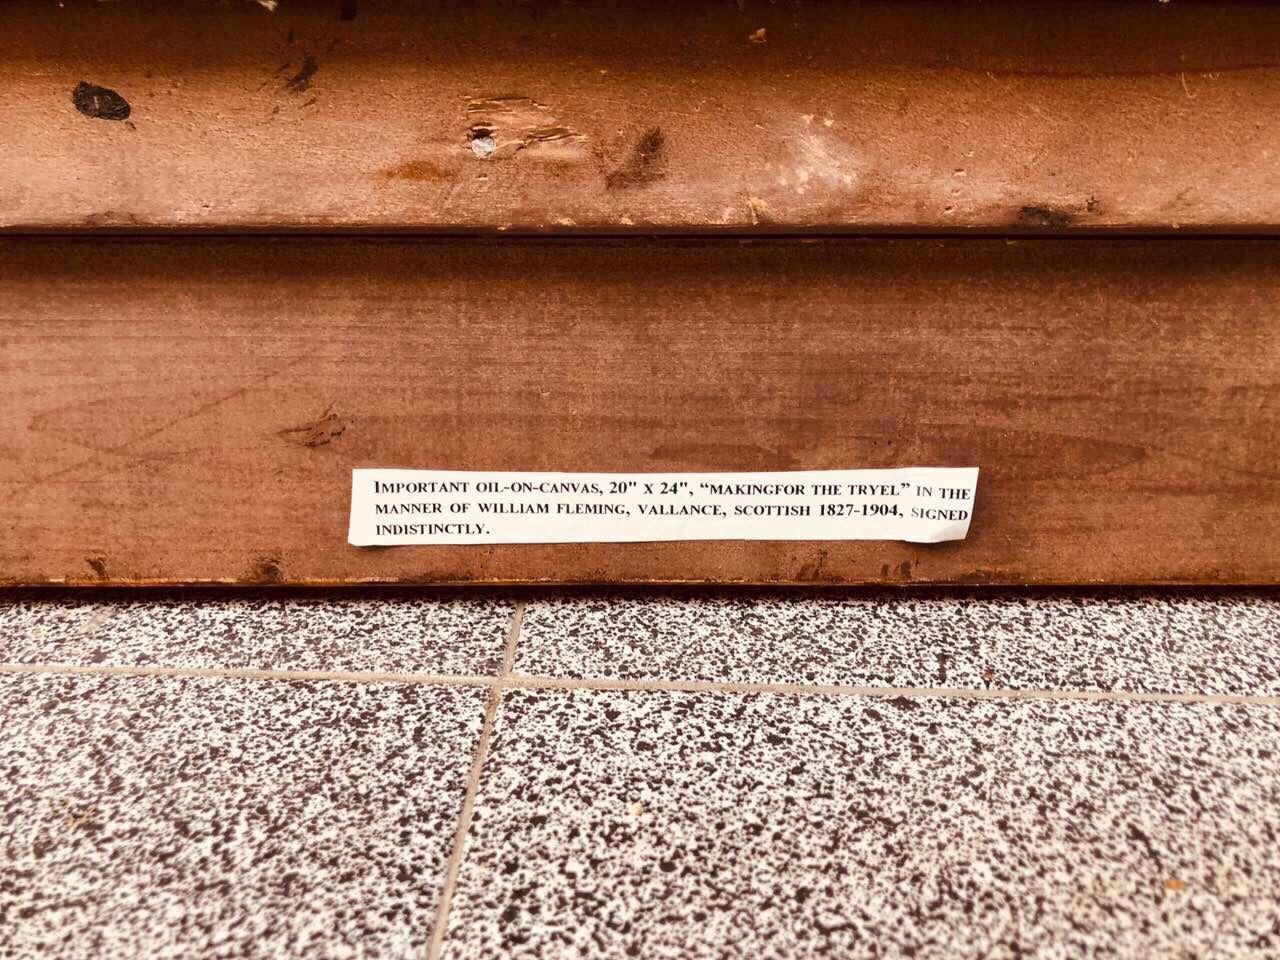 IMPORTANT OIL-ON-CANVAS, 20" X 24", “MAKINGFOR THE TRYEL” IN THE
MANNER OF WILLIAM FLEMING, VALLANCE, SCOTTISH 1827-1904, SIGNED
INDISTINCTLY.